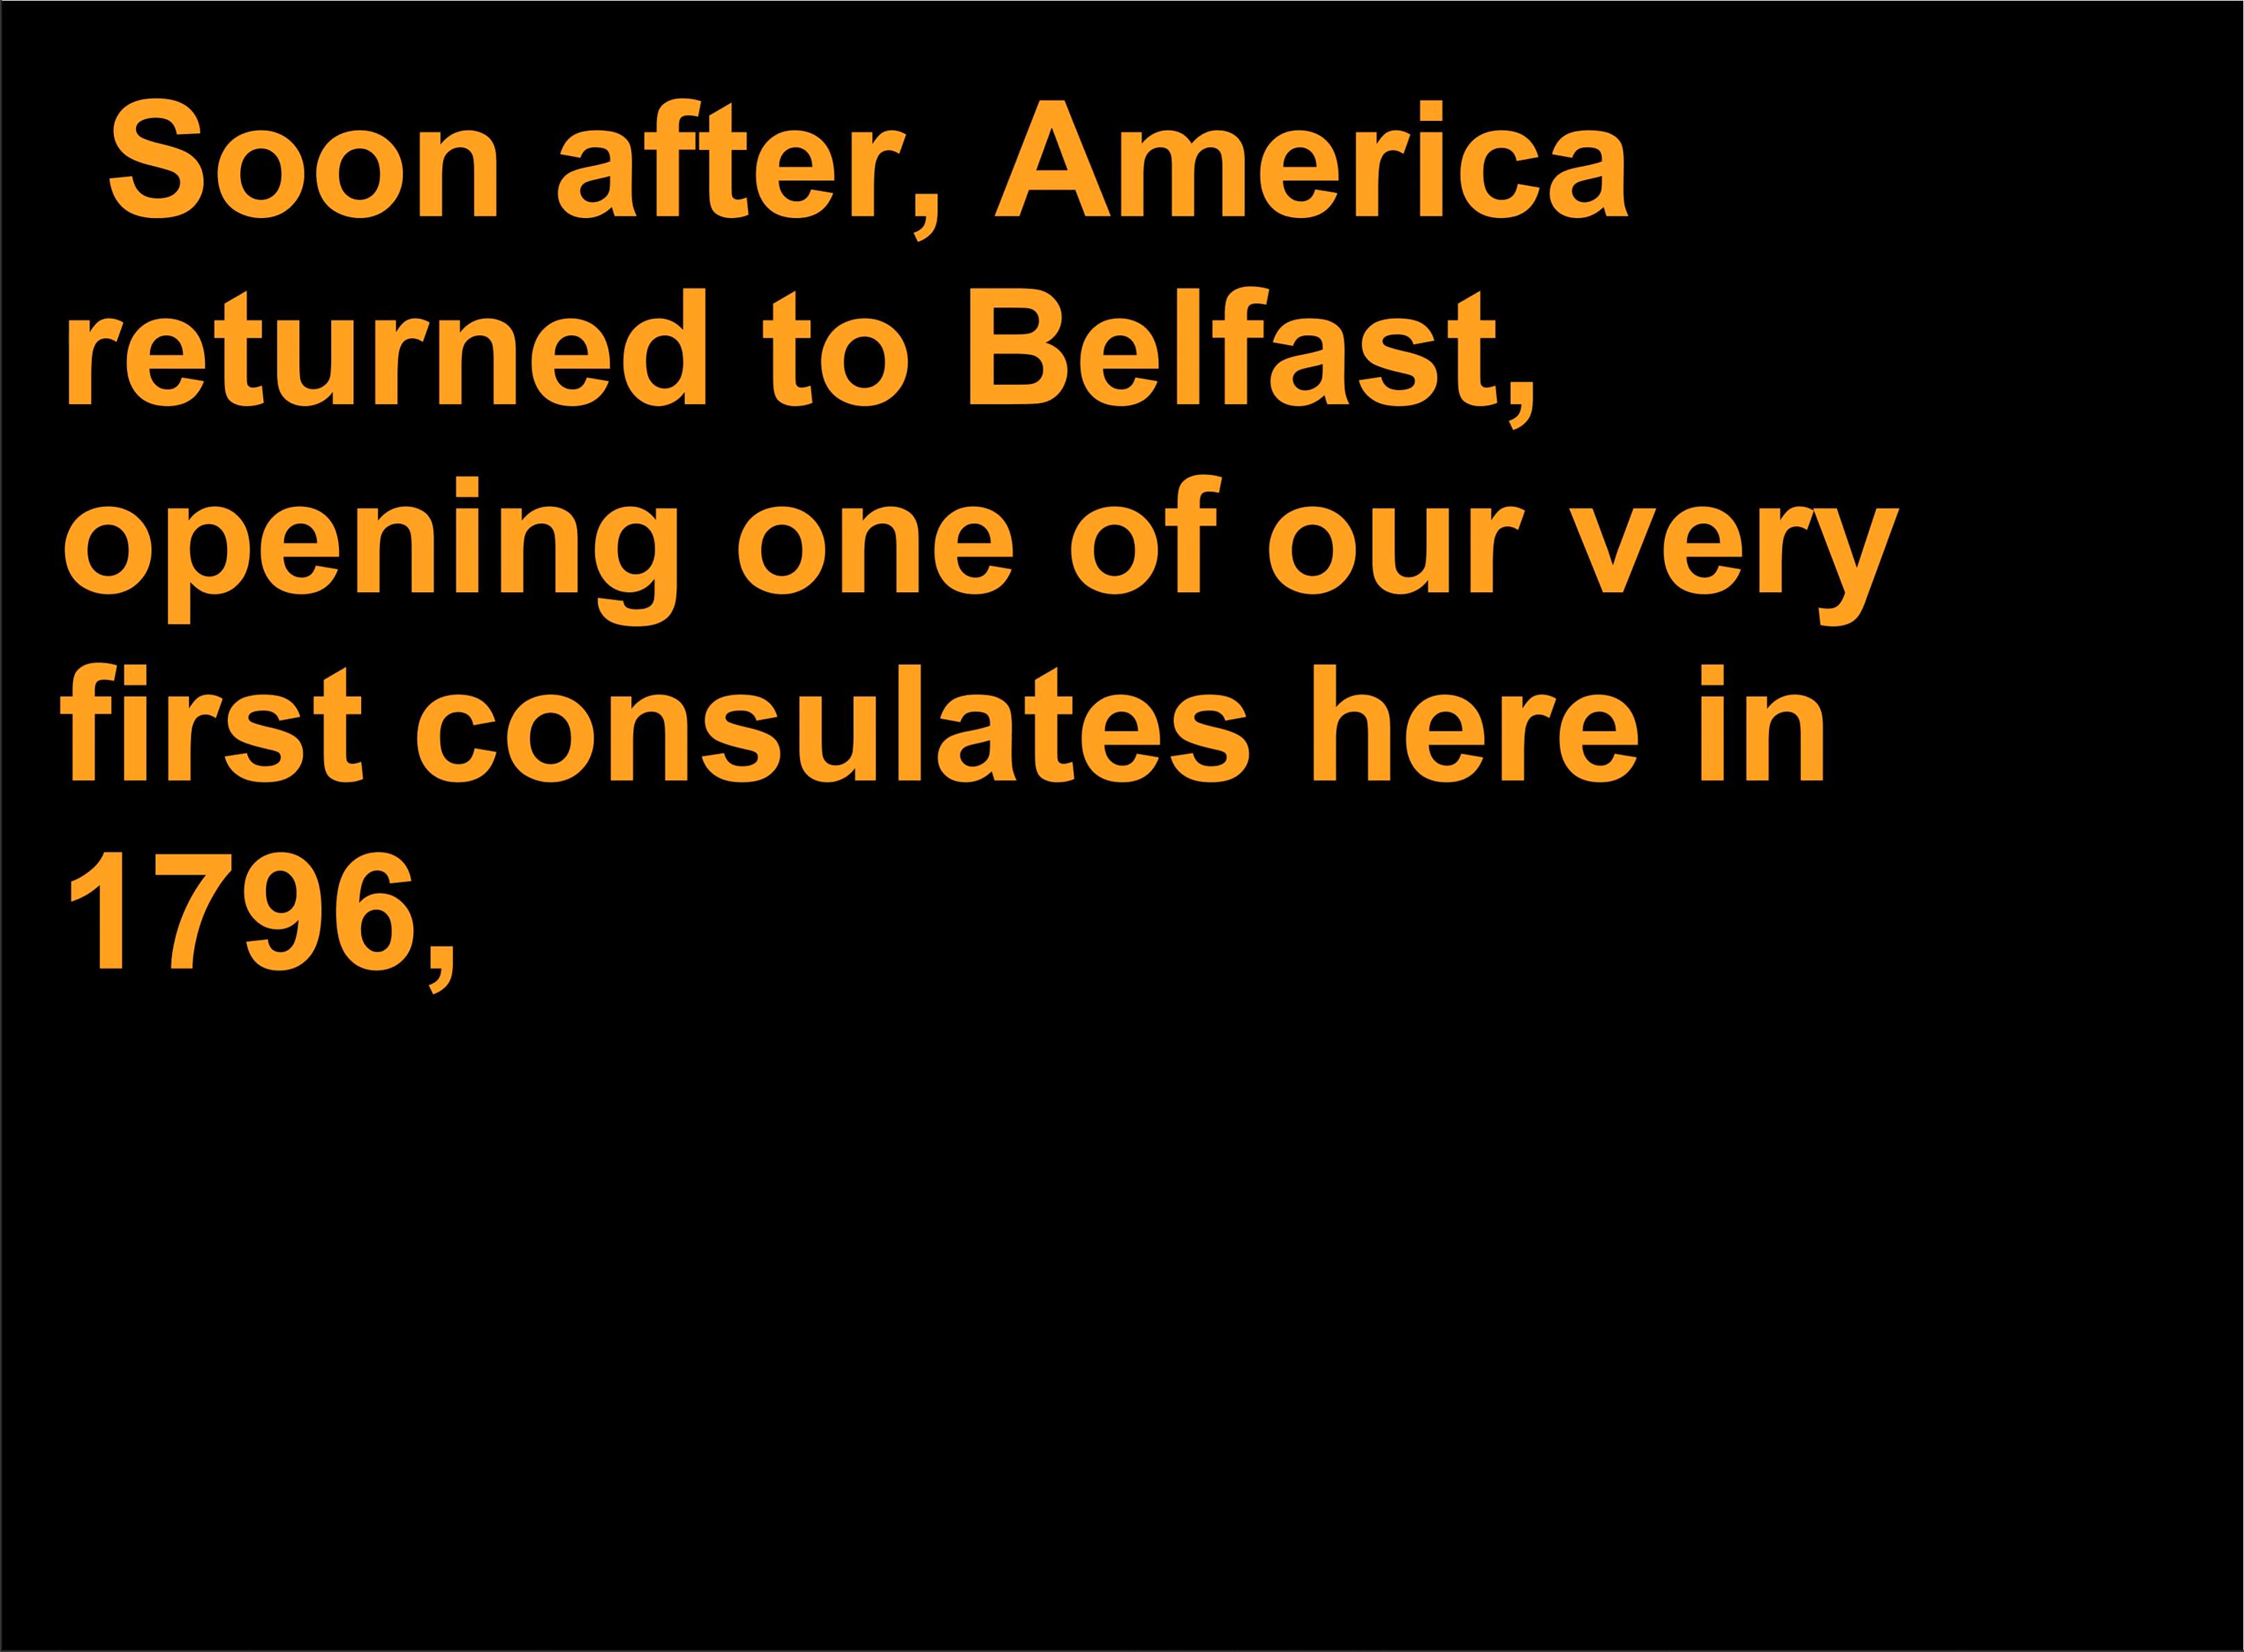 Soon after, America
returned to Belfast,
opening one of our very
first consulates here in
1796,